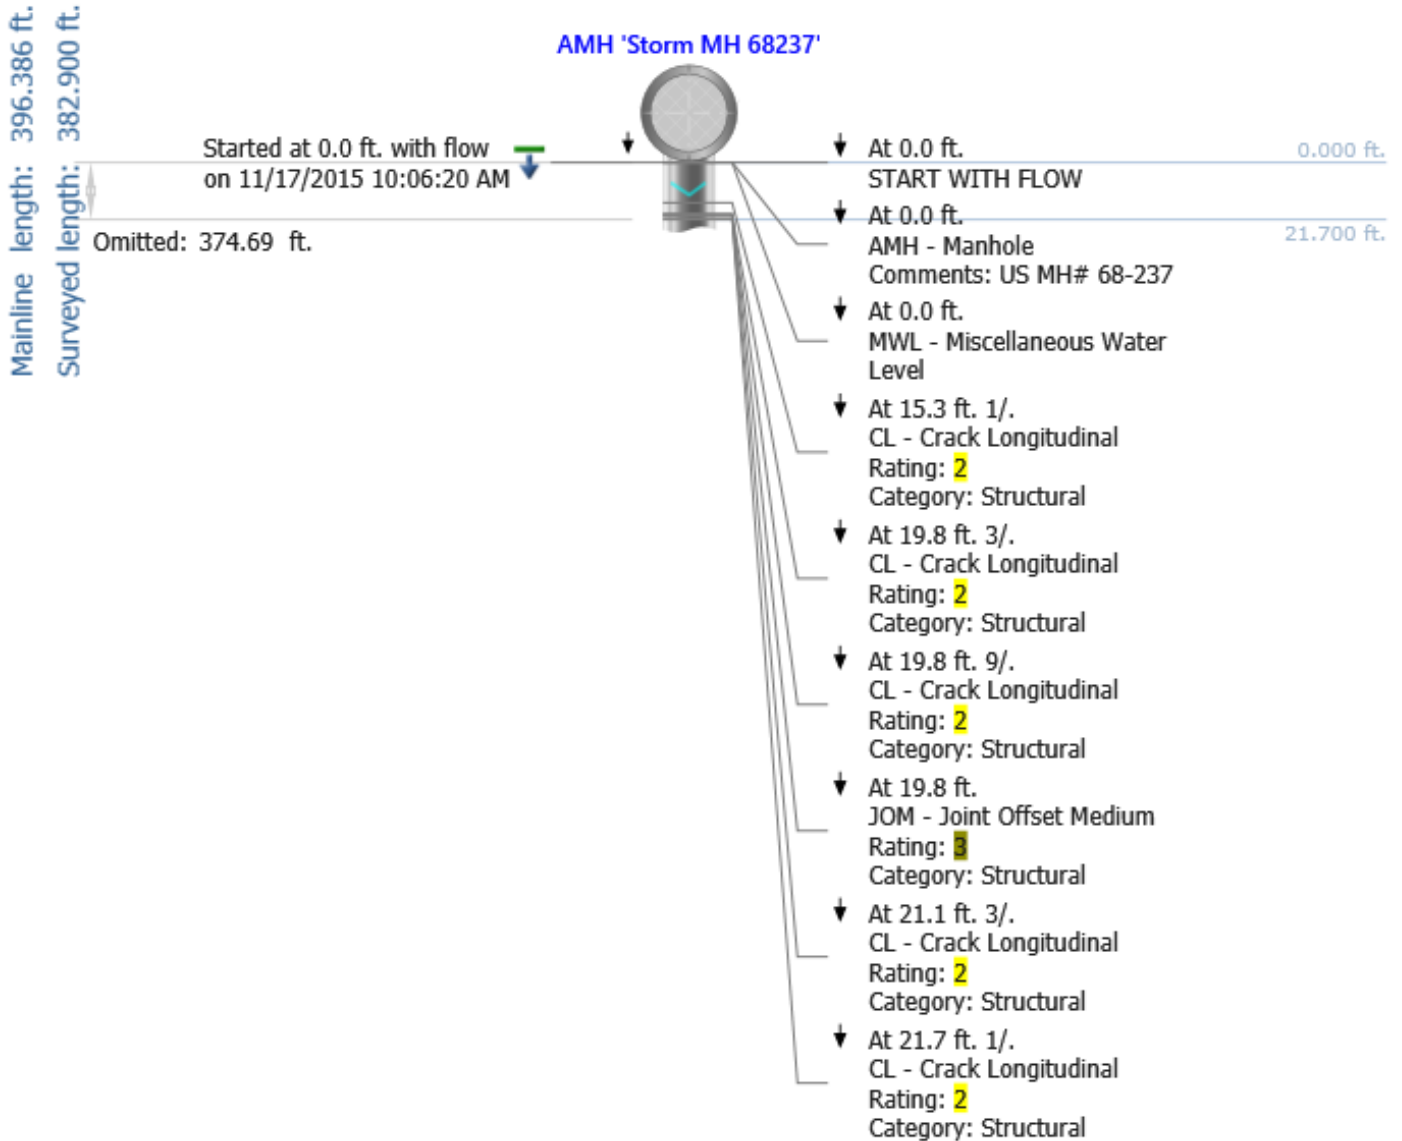 Mainline length: 396.386 ft.
Surveyed length: 382.900 ft.
AMH 'Storm MH 68237'
Started at 0.0 ft. with flow
on 11/17/2015 10:06:20 AM
Omitted: 374.69 ft.
At 0.0 ft.
START WITH FLOW
0.000 ft.
At 0.0 ft.
AMH - Manhole
Comments: US MH# 68-237
21.700 ft.
At 0.0 ft.
MWL - Miscellaneous Water
Level
At 15.3 ft. 1/.
CL - Crack Longitudinal
Rating: 2
Category: Structural
At 19.8 ft. 3/.
CL - Crack Longitudinal
Rating: 2
Category: Structural
At 19.8 ft. 9/.
CL - Crack Longitudinal
Rating: 2
Category: Structural
At 19.8 ft.
JOM - Joint Offset Medium
Rating: 3
Category: Structural
At 21.1 ft. 3/.
CL - Crack Longitudinal
Rating: 2
Category: Structural
At 21.7 ft. 1/.
CL - Crack Longitudinal
Rating: 2
Category: Structural